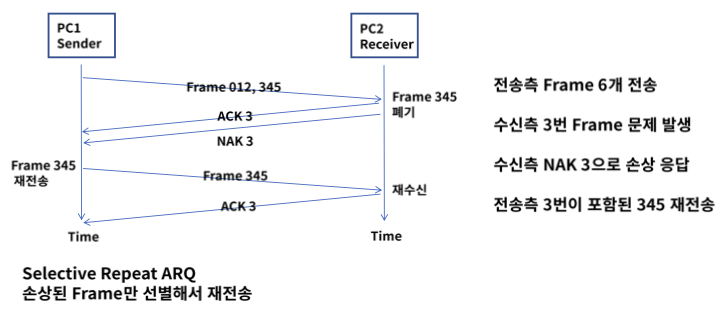 PC1
Sender
PC2
Receiver
Frame 012, 345
Frame 345
폐기
ACK 3
NAK 3
Frame 345
재전송
Frame 345
재수신
ACK 3
Time
Time
전송측 Frame 6개 전송
수신측 3번 Frame 문제 발생
수신측 NAK 3으로 손상 응답
전송측 3번이 포함된 345 재전송
Selective Repeat ARQ
손상된 Frame만 선별해서 재전송